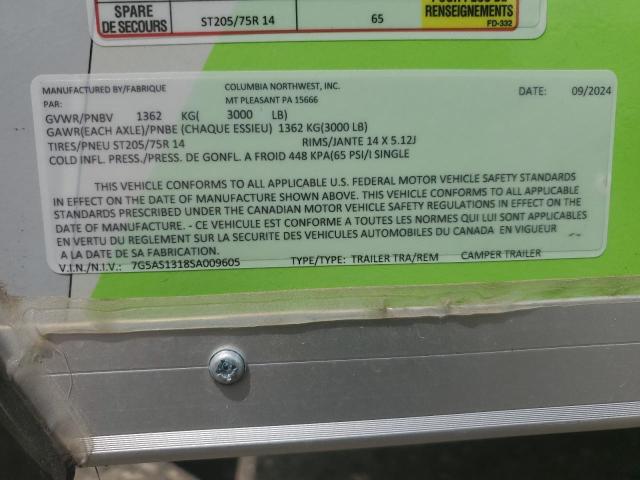 POUR PLUS DE
SPARE ST205/75R 14 65 RENSEIGNEMENTS
DE SECOURS FD-332
MANUFACTURED BY/FABRIQUE COLUMBIA NORTHWEST, INC. DATE: 09/2024
PAR: MT PLEASANT PA 15666
GVWR/PNBV 1362 KG( 3000 LB)
GAWR(EACH AXLE)/PNBE (CHAQUE ESSIEU) 1362 KG(3000 LB)
TIRES/PNEU ST205/75R 14 RIMS/JANTE 14 X 5.12J
COLD INFL. PRESS./PRESS. DE GONFL. A FROID 448 KPA(65 PSI/I SINGLE
THIS VEHICLE CONFORMS TO ALL APPLICABLE U.S. FEDERAL MOTOR VEHICLE SAFETY STANDARDS
IN EFFECT ON THE DATE OF MANUFACTURE SHOWN ABOVE. THIS VEHICLE CONFORMS TO ALL APPLICABLE
STANDARDS PRESCRIBED UNDER THE CANADIAN MOTOR VEHICLE SAFETY REGULATIONS IN EFFECT ON THE
DATE OF MANUFACTURE. - CE VEHICULE EST CONFORME A TOUTES LES NORMES QUI LUI SONT APPLICABLES
EN VERTU DU REGLEMENT SUR LA SECURITE DES VEHICULES AUTOMOBILES DU CANADA EN VIGUEUR
A LA DATE DE SA FABRICATION.
V.I.N./N.I.V.: 7G5AS1318SA009605 TYPE/TYPE: TRAILER TRA/REM CAMPER TRAILER